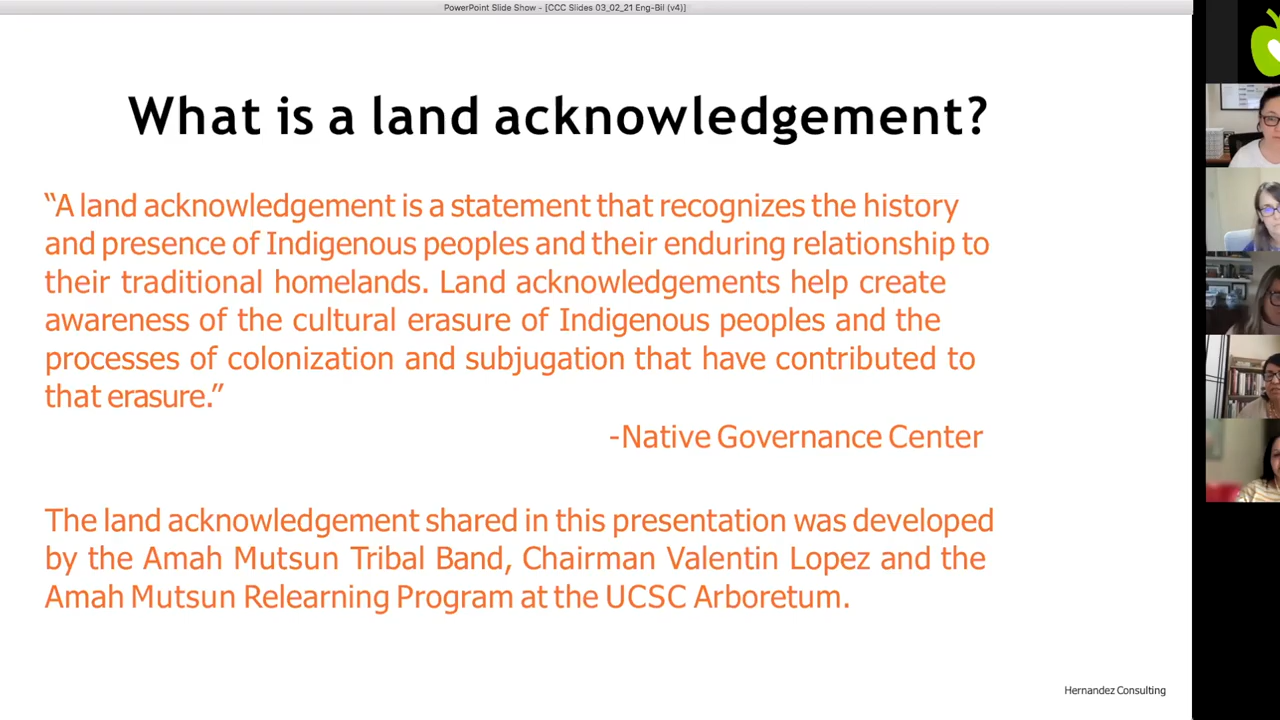 PowerPoint Slide Show - [CCC Slides 03_02_21 Eng-Bil (v4)]
What is a land acknowledgement?
“A land acknowledgement is a statement that recognizes the history
and presence of Indigenous peoples and their enduring relationship to
their traditional homelands. Land acknowledgements help create
awareness of the cultural erasure of Indigenous peoples and the
processes of colonization and subjugation that have contributed to
that erasure.”
-Native Governance Center
The land acknowledgement shared in this presentation was developed
by the Amah Mutsun Tribal Band, Chairman Valentin Lopez and the
Amah Mutsun Relearning Program at the UCSC Arboretum.
Hernandez Consulting